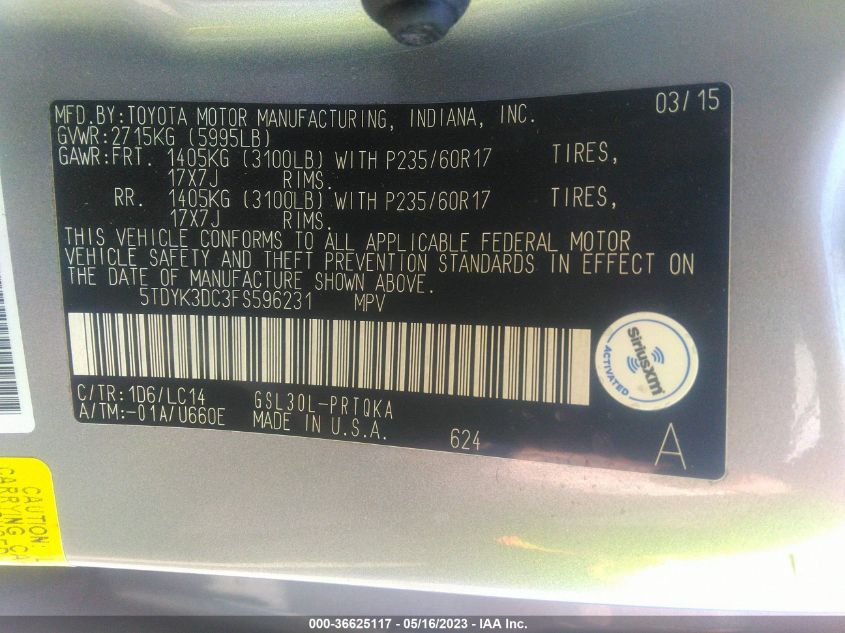 MFD.BY:TOYOTA MOTOR MANUFACTURING, INDIANA, INC. 03/15
GVWR:2715KG (5995LB)
GAWR:FRT. 1405KG (3100LB) WITH P235/60R17 TIRES,
17X7J RIMS.
RR. 1405KG (3100LB) WITH P235/60R17 TIRES,
17X7J RIMS.
THIS VEHICLE CONFORMS TO ALL APPLICABLE FEDERAL MOTOR
VEHICLE SAFETY AND THEFT PREVENTION STANDARDS IN EFFECT ON
THE DATE OF MANUFACTURE SHOWN ABOVE.
5TDYK3DC3FS596231 MPV
SiriusXM
ACTIVATED
C/TR:1D6/LC14 GSL30L-PRTQKA
A/TM:-01A/U660E MADE IN U.S.A. 624 A
CAUTION:
CARRYING
000-36625117 - 05/16/2023 - IAA Inc.